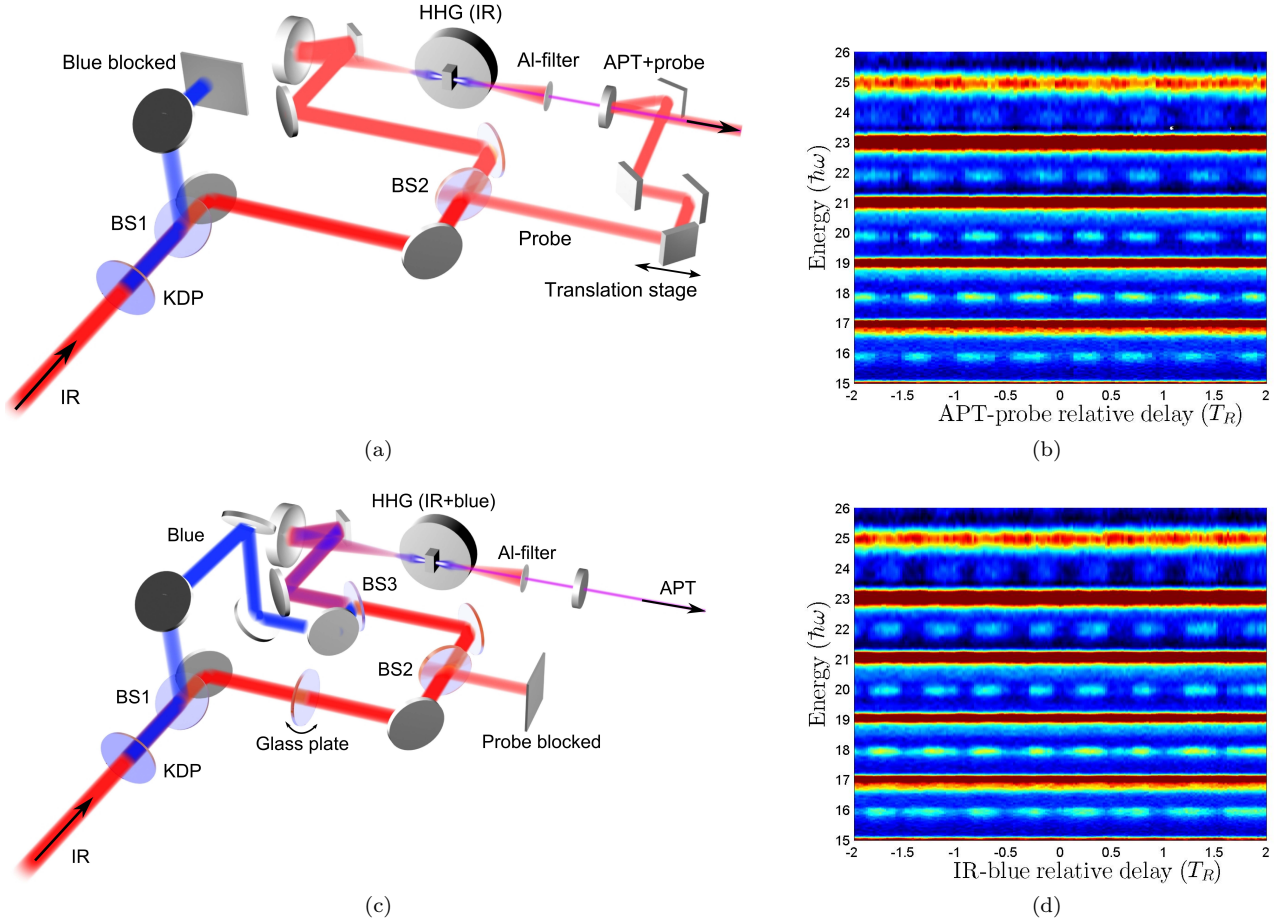 HHG (IR)
Blue blocked
Al-filter
APT+probe
BS1
BS2
Probe
KDP
Translation stage
IR
(a)
Energy (ħω)
26
25
24
23
22
21
20
19
18
17
16
15
-2
-1.5
-1
-0.5
0
0.5
1
1.5
2
APT-probe relative delay (T_R)
(b)
HHG (IR+blue)
Blue
Al-filter
BS3
APT
BS2
BS1
Glass plate
Probe blocked
KDP
IR
(c)
Energy (ħω)
26
25
24
23
22
21
20
19
18
17
16
15
-2
-1.5
-1
-0.5
0
0.5
1
1.5
2
IR-blue relative delay (T_R)
(d)